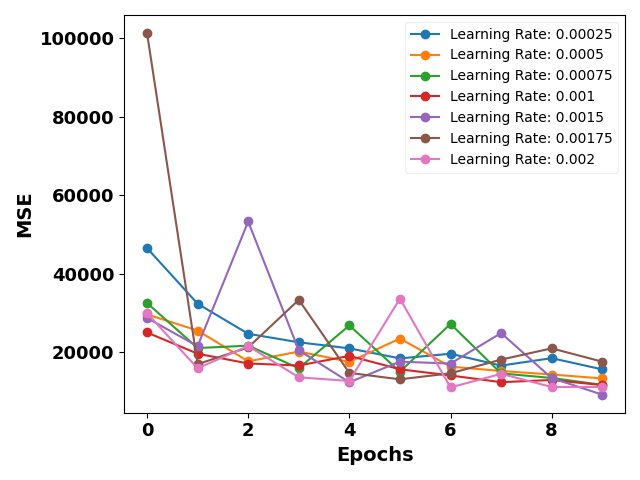 100000
80000
60000
40000
20000
MSE
0
2
4
6
8
Epochs
Learning Rate: 0.00025
Learning Rate: 0.0005
Learning Rate: 0.00075
Learning Rate: 0.001
Learning Rate: 0.0015
Learning Rate: 0.00175
Learning Rate: 0.002